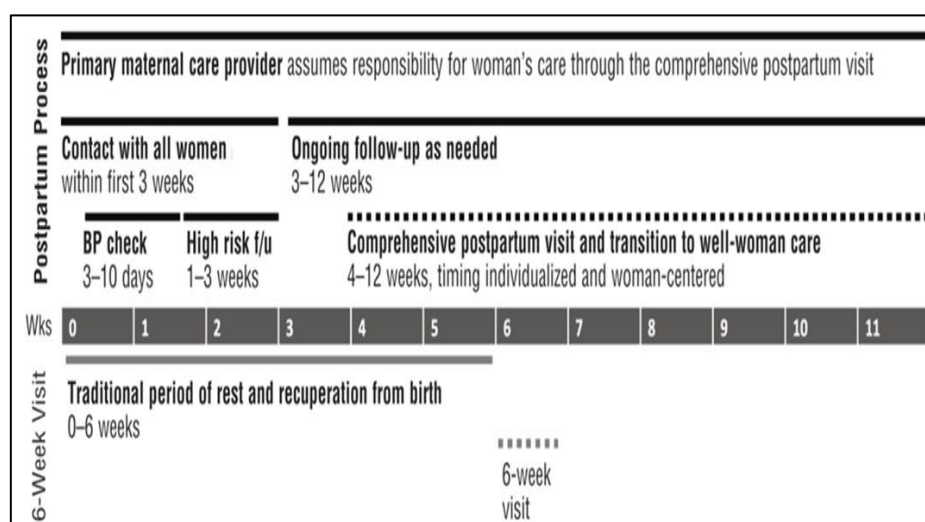 Postpartum Process
Primary maternal care provider assumes responsibility for woman's care through the comprehensive postpartum visit
Contact with all women
within first 3 weeks
Ongoing follow-up as needed
3–12 weeks
BP check
3–10 days
High risk f/u
1–3 weeks
Comprehensive postpartum visit and transition to well-woman care
4–12 weeks, timing individualized and woman-centered
Wks 0 1 2 3 4 5 6 7 8 9 10 11
6-Week Visit
Traditional period of rest and recuperation from birth
0–6 weeks
6-week
visit